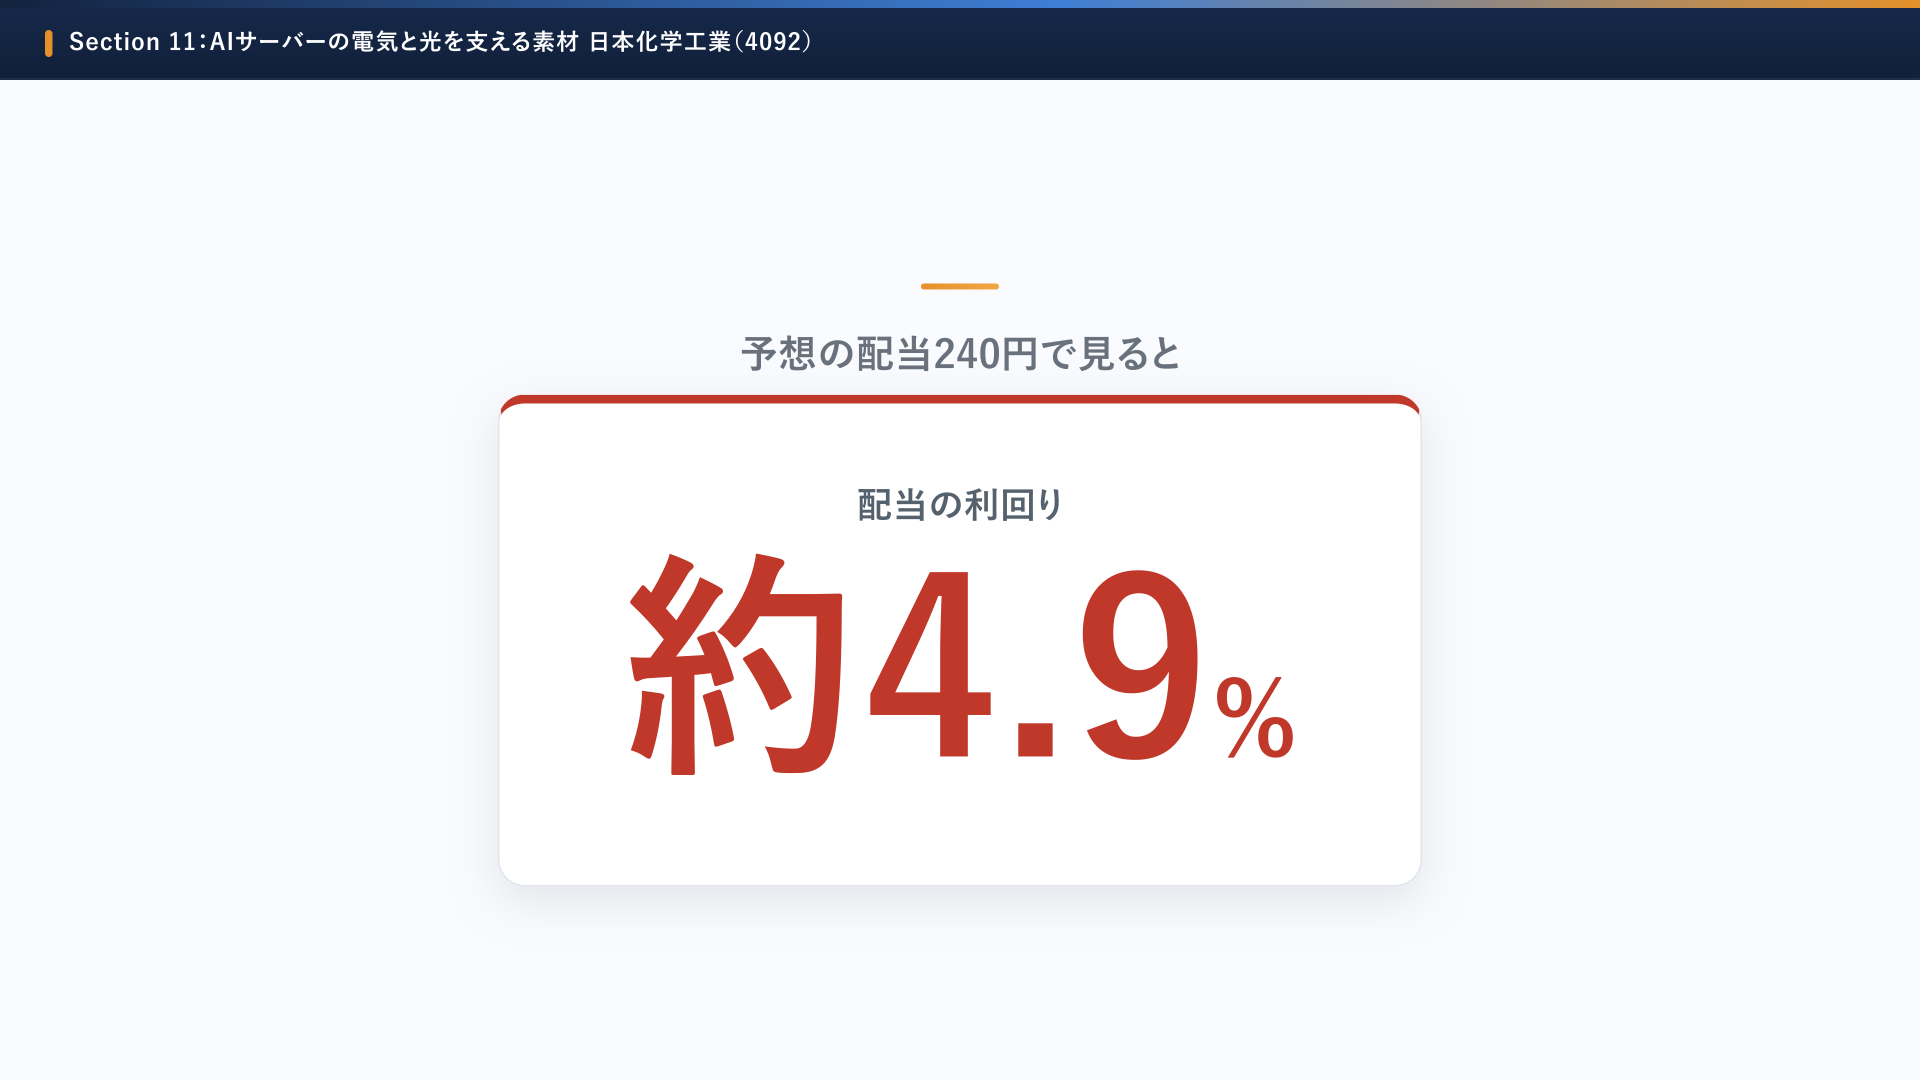 Section 11：AIサーバーの電気と光を支える素材 日本化学工業（4092）
予想の配当240円で見ると
配当の利回り
約4.9%